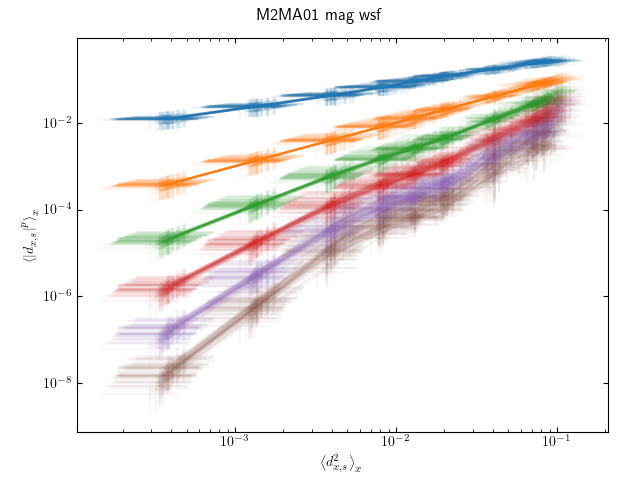 M2MA01 mag wsf
10^{-2}
10^{-4}
10^{-6}
10^{-8}
⟨|d_{x,s}|^p⟩_x
10^{-3}
10^{-2}
10^{-1}
⟨d^2_{x,s}⟩_x